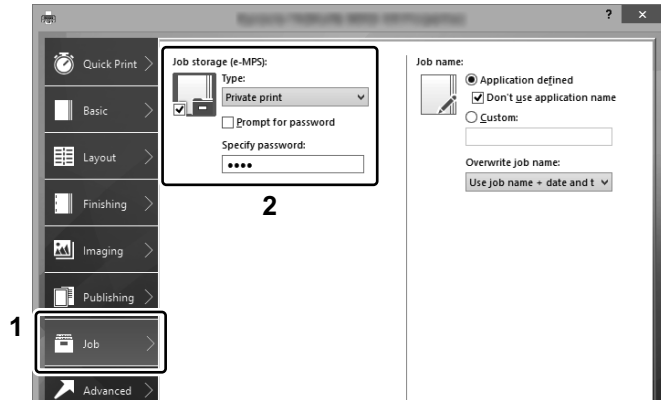 ? ×
Quick Print
Basic
Layout
Finishing
Imaging
Publishing
1
Job
Advanced
Job storage (e-MPS):
Type:
Private print
Prompt for password
Specify password:
••••
2
Job name:
Application defined
Don't use application name
Custom:
Overwrite job name:
Use job name + date and t